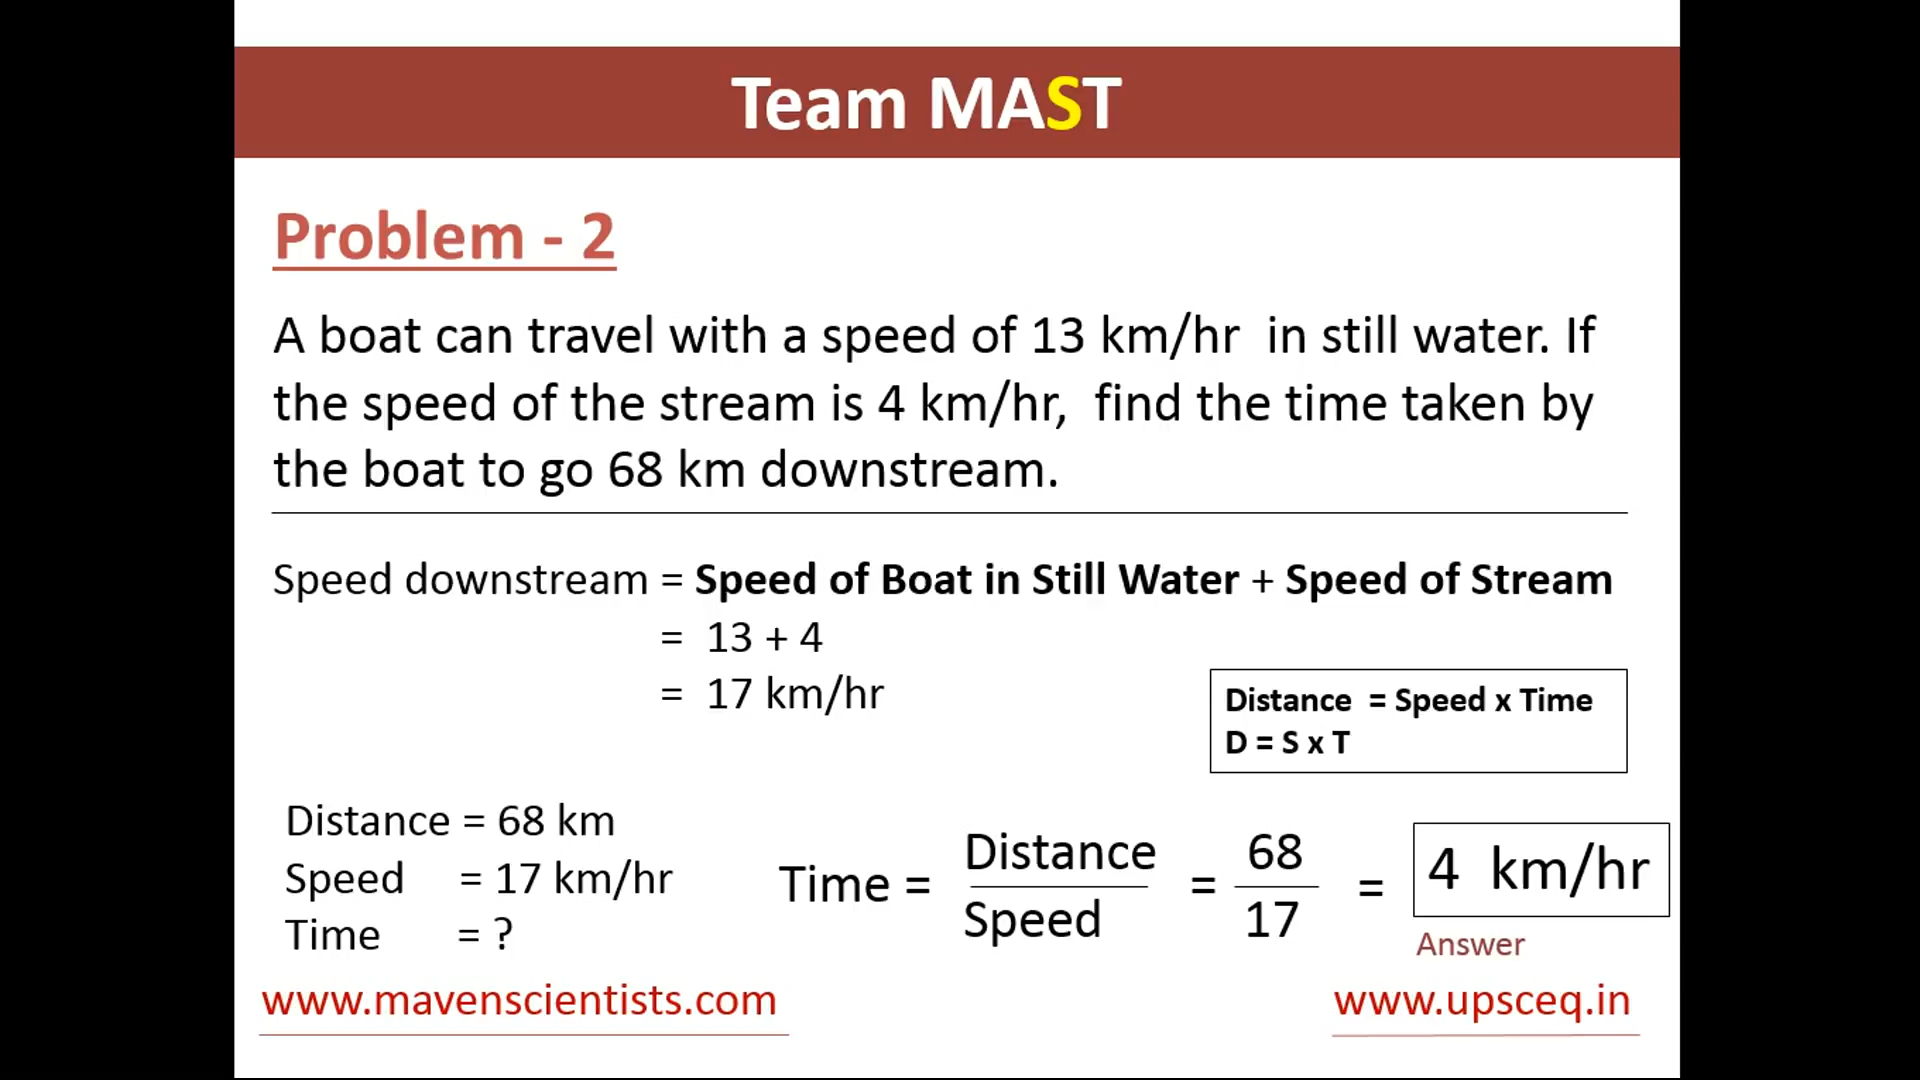 Team MAST
Problem - 2
A boat can travel with a speed of 13 km/hr in still water. If
the speed of the stream is 4 km/hr, find the time taken by
the boat to go 68 km downstream.
Speed downstream = Speed of Boat in Still Water + Speed of Stream
= 13 + 4
= 17 km/hr
Distance = Speed x Time
D = S x T
Distance = 68 km
Speed = 17 km/hr
Time = ?
Time = Distance / Speed = 68 / 17 = 4 km/hr
Answer
www.mavenscientists.com
www.upsceq.in